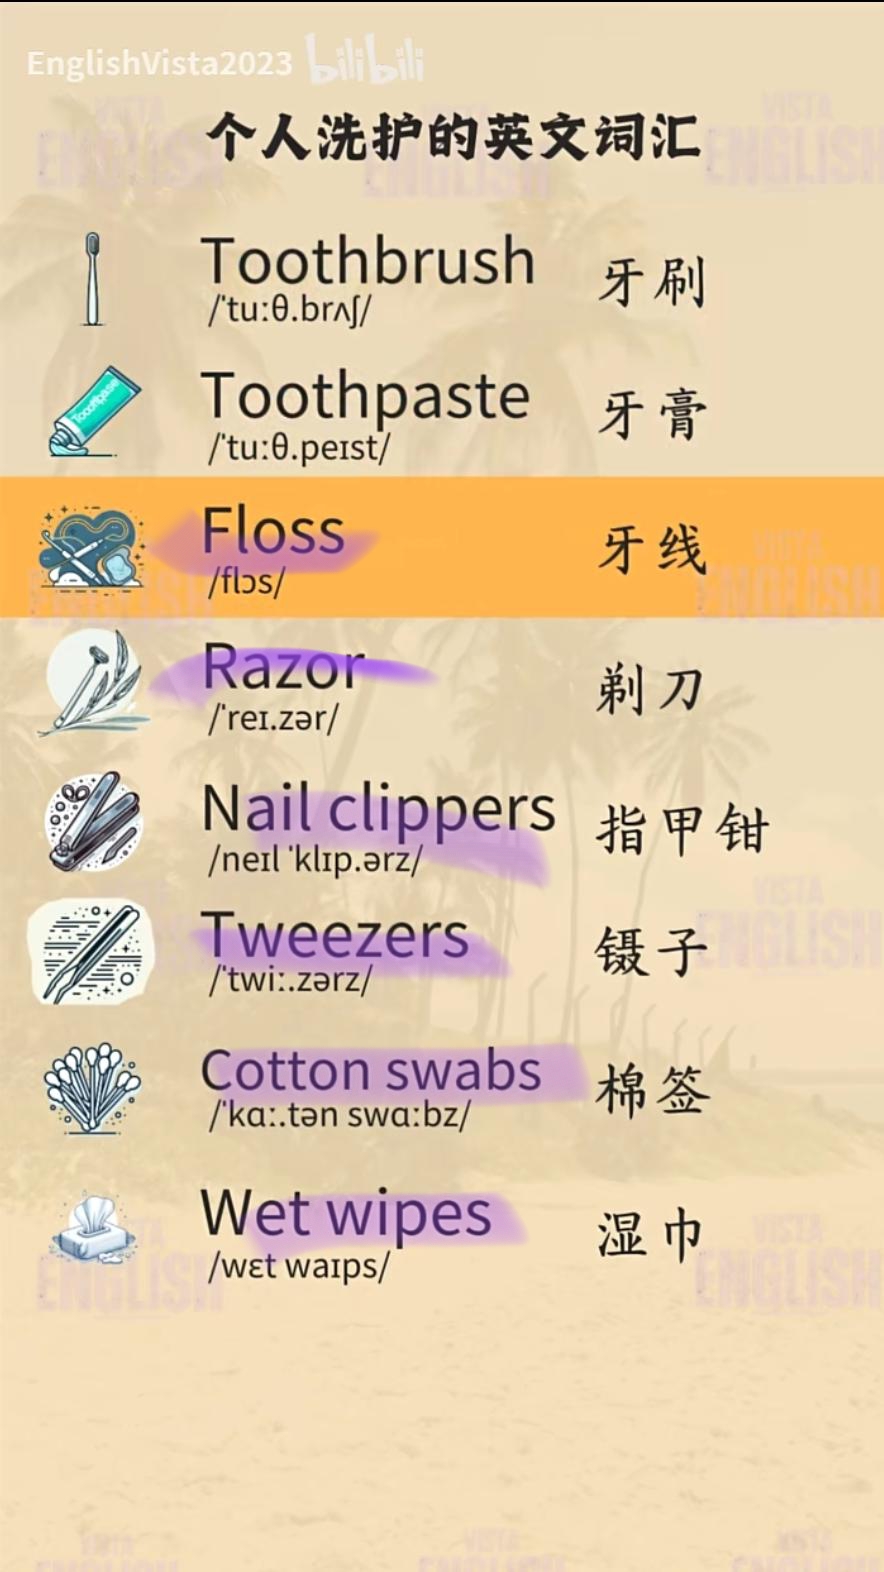 EnglishVista2023 bilibili
个人洗护的英文词汇
Toothbrush 牙刷
/ˈtuːθ.brʌʃ/
Toothpaste 牙膏
/ˈtuːθ.peɪst/
Floss 牙线
/flɔs/
Razor 剃刀
/ˈreɪ.zər/
Nail clippers 指甲钳
/neɪl ˈklɪp.ərz/
Tweezers 镊子
/ˈtwiː.zərz/
Cotton swabs 棉签
/ˈkɑː.tən swɑːbz/
Wet wipes 湿巾
/wɛt waɪps/
VISTA
ENGLISH